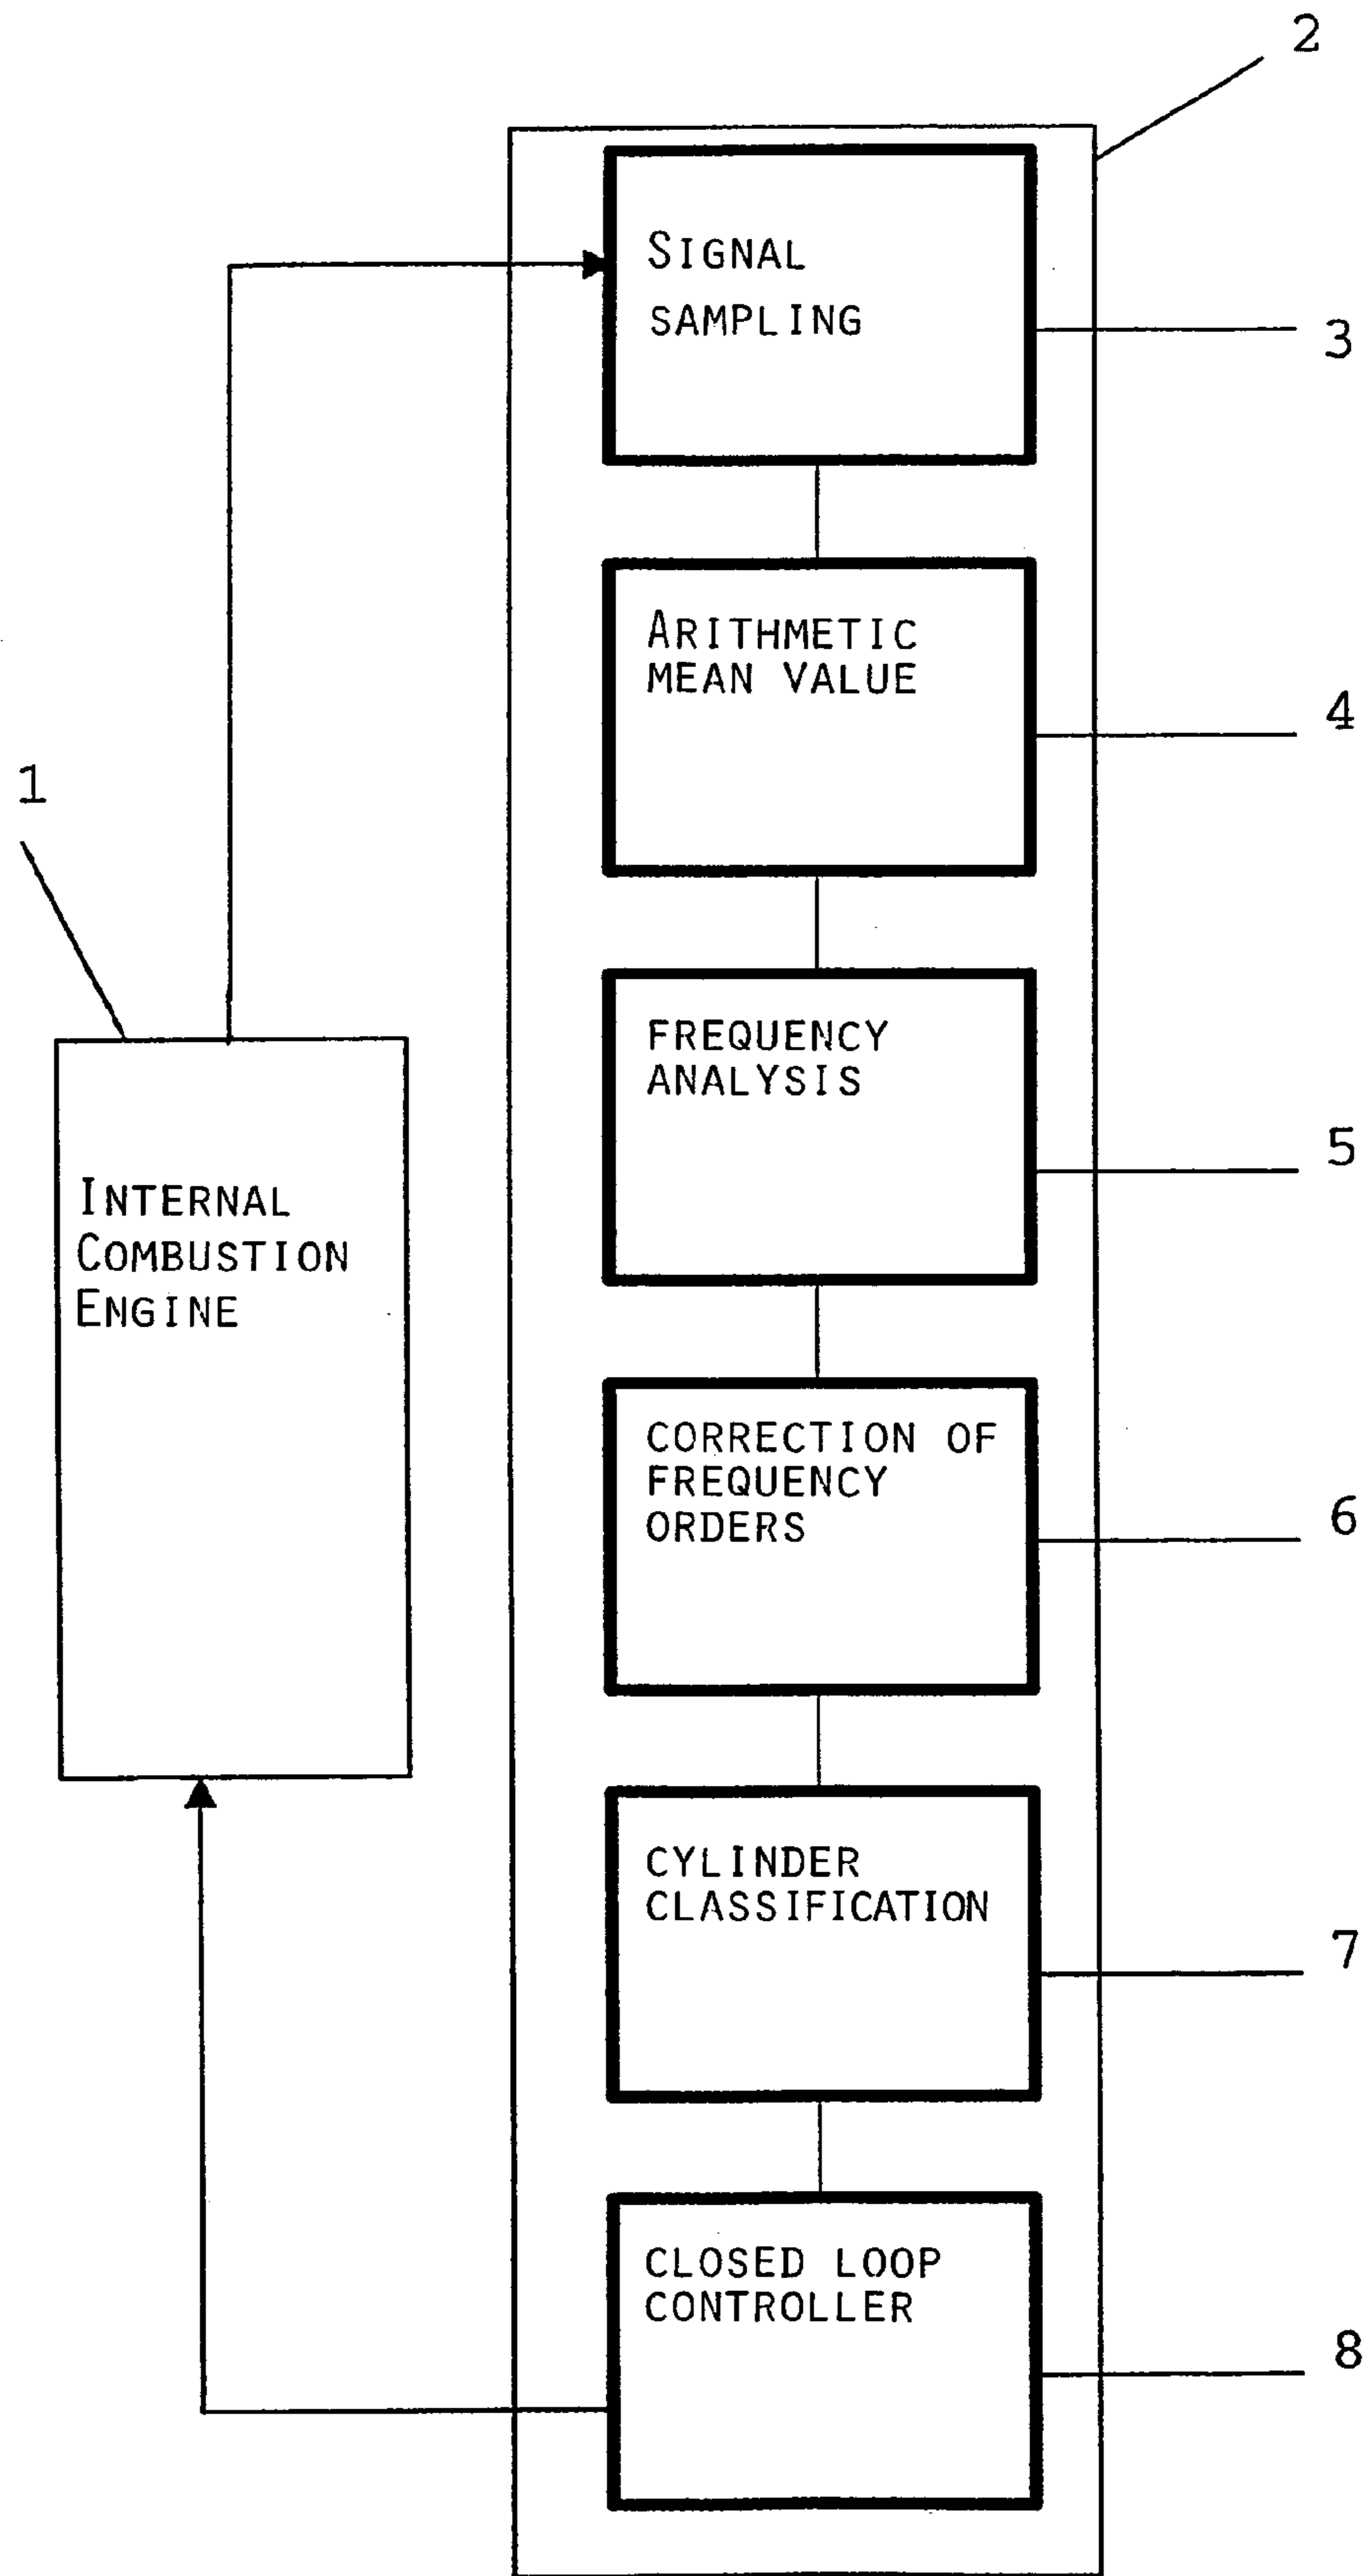 2
SIGNAL
SAMPLING
3
ARITHMETIC
MEAN VALUE
4
1
FREQUENCY
ANALYSIS
5
INTERNAL
COMBUSTION
ENGINE
CORRECTION OF
FREQUENCY
ORDERS
6
CYLINDER
CLASSIFICATION
7
CLOSED LOOP
CONTROLLER
8